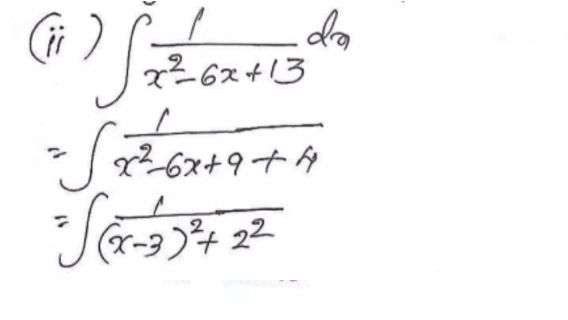 (ii) ∫ 1/(x²-6x+13) dx
= ∫ 1/(x²-6x+9+4)
= ∫ 1/((x-3)²+2²)